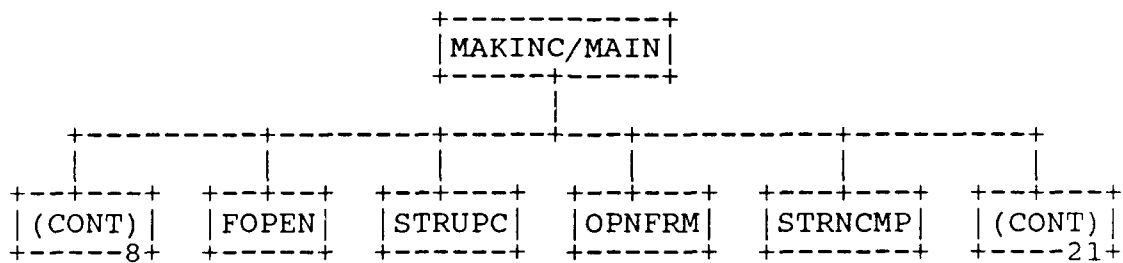 MAKINC/MAIN
(CONT) FOPEN STRUPC OPNFRM STRNCMP (CONT)
8 21